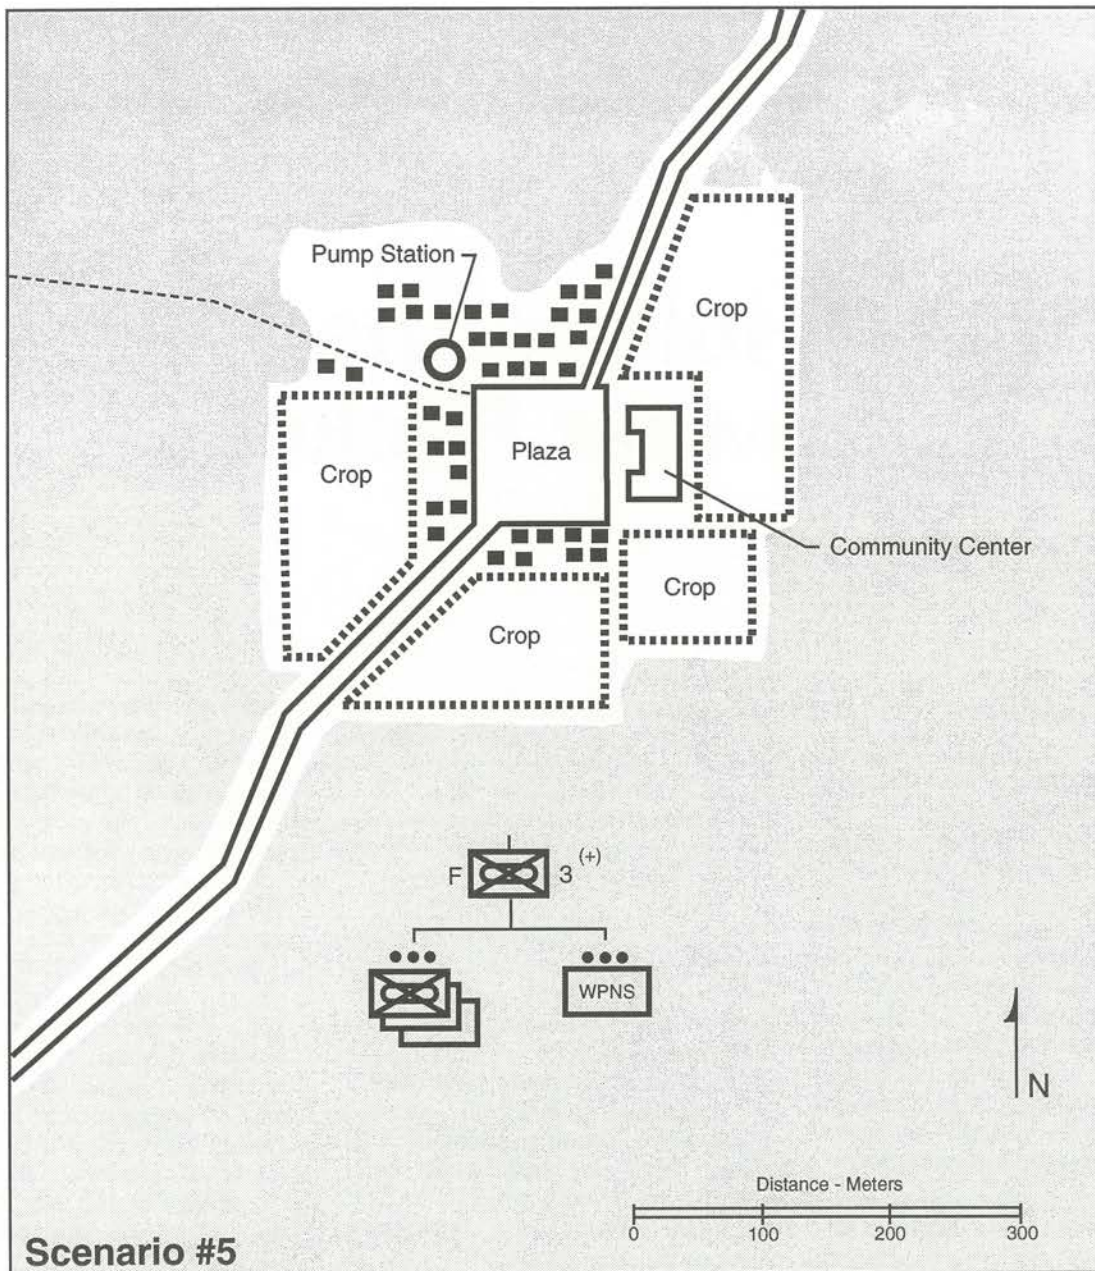 Pump Station
Crop
Plaza
Crop
Community Center
Crop
Crop
F 3 (+)
WPNS
N
Distance - Meters
0 100 200 300
Scenario #5